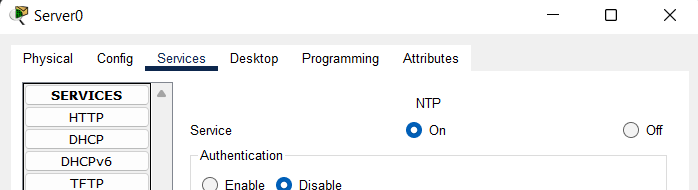 Server0
Physical Config Services Desktop Programming Attributes
SERVICES
HTTP
DHCP
DHCPv6
TFTP
NTP
Service On Off
Authentication
Enable Disable